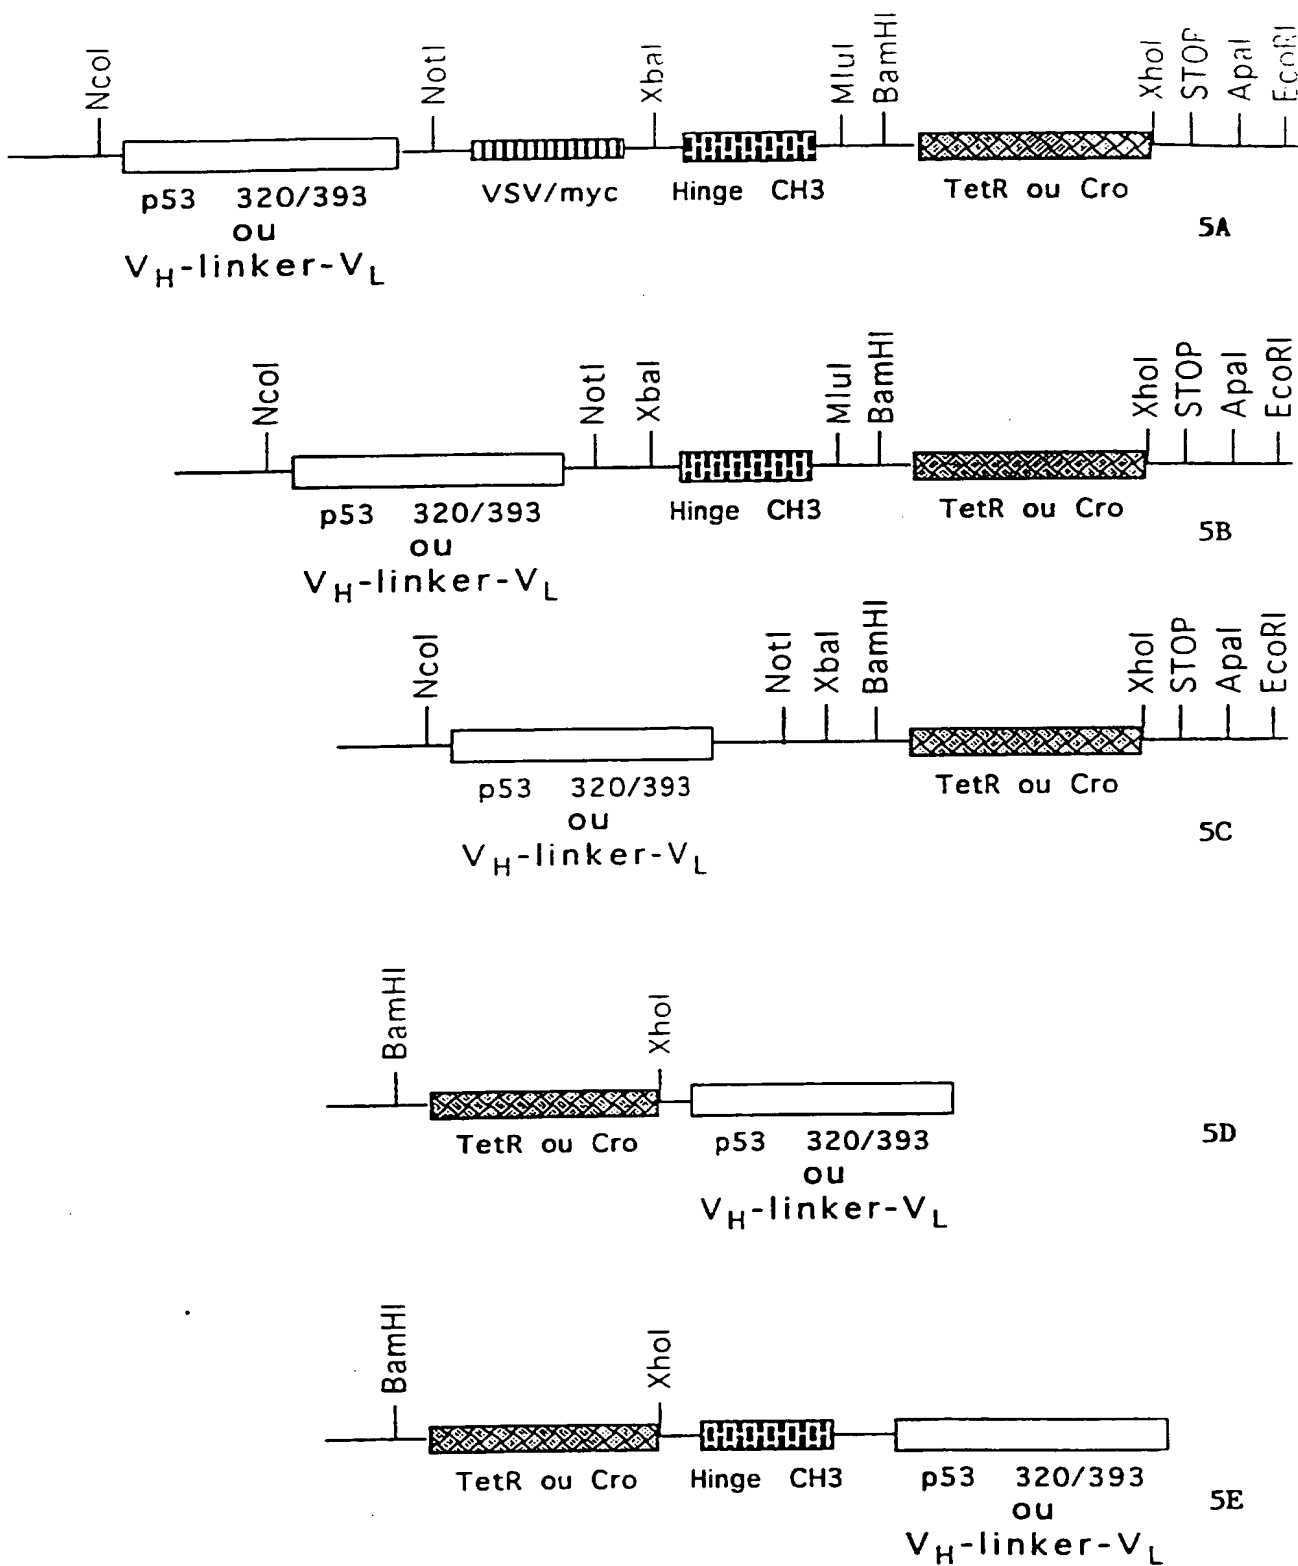 NcoI NotI XbaI MluI BamHI XhoI STOP ApaI EcoRI
p53 320/393 VSV/myc Hinge CH3 TetR ou Cro
ou
5A
VH-linker-VL
NcoI NotI XbaI MluI BamHI XhoI STOP ApaI EcoRI
p53 320/393 Hinge CH3 TetR ou Cro
ou
5B
VH-linker-VL
NcoI NotI XbaI BamHI XhoI STOP ApaI EcoRI
p53 320/393 TetR ou Cro
ou
5C
VH-linker-VL
BamHI XhoI
TetR ou Cro p53 320/393
5D
ou
VH-linker-VL
BamHI XhoI
TetR ou Cro Hinge CH3 p53 320/393
5E
ou
VH-linker-VL